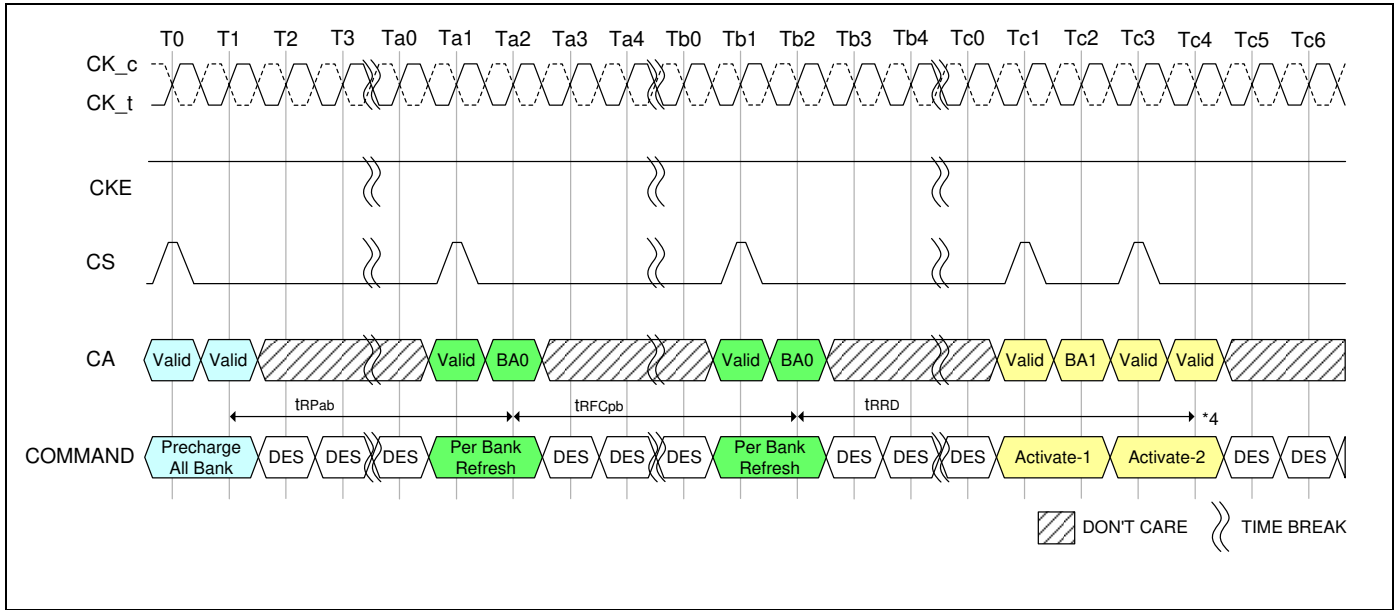 T0 T1 T2 T3 Ta0 Ta1 Ta2 Ta3 Ta4 Tb0 Tb1 Tb2 Tb3 Tb4 Tc0 Tc1 Tc2 Tc3 Tc4 Tc5 Tc6
CK_c
CK_t
CKE
CS
CA Valid Valid Valid BA0 Valid BA0 Valid BA1 Valid Valid
tRPab tRFCpb tRRD *4
COMMAND Precharge All Bank DES DES DES Per Bank Refresh DES DES DES Per Bank Refresh DES DES DES Activate-1 Activate-2 DES DES
DON'T CARE TIME BREAK